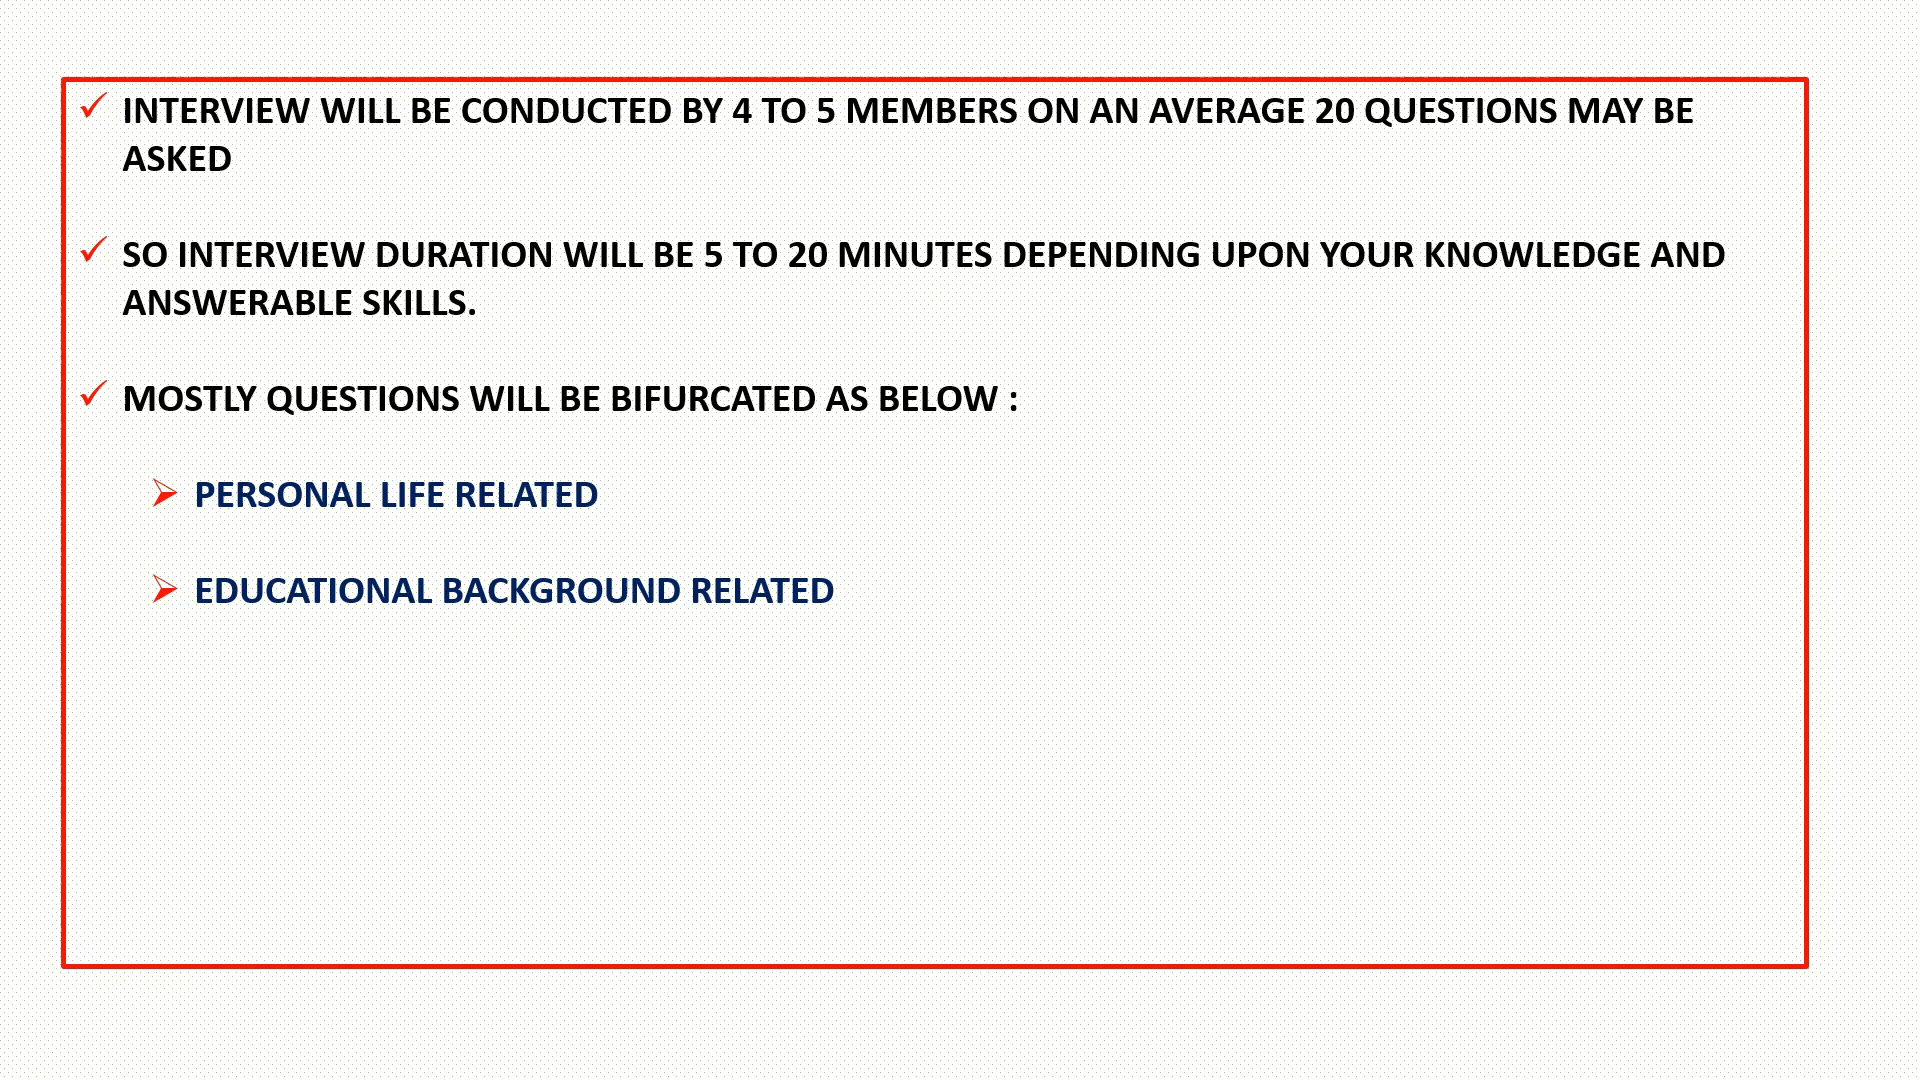 INTERVIEW WILL BE CONDUCTED BY 4 TO 5 MEMBERS ON AN AVERAGE 20 QUESTIONS MAY BE
ASKED
SO INTERVIEW DURATION WILL BE 5 TO 20 MINUTES DEPENDING UPON YOUR KNOWLEDGE AND
ANSWERABLE SKILLS.
MOSTLY QUESTIONS WILL BE BIFURCATED AS BELOW :
PERSONAL LIFE RELATED
EDUCATIONAL BACKGROUND RELATED